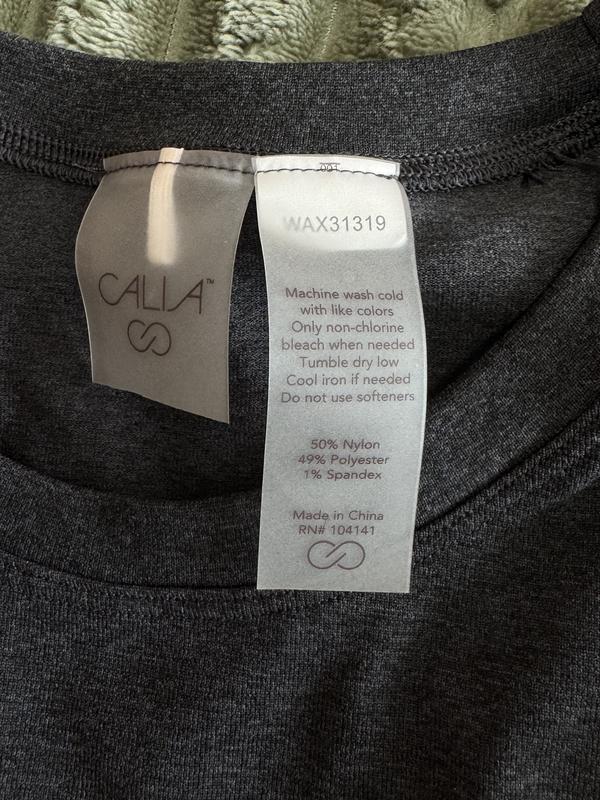 CALIA™
WAX31319
Machine wash cold
with like colors
Only non-chlorine
bleach when needed
Tumble dry low
Cool iron if needed
Do not use softeners
50% Nylon
49% Polyester
1% Spandex
Made in China
RN# 104141